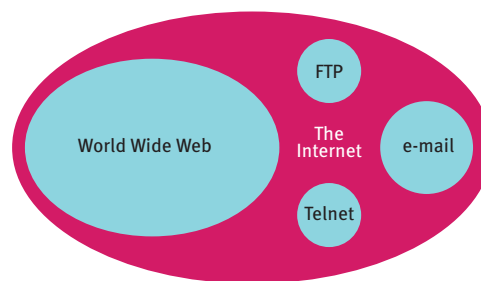 FTP
World Wide Web
The
Internet
e-mail
Telnet